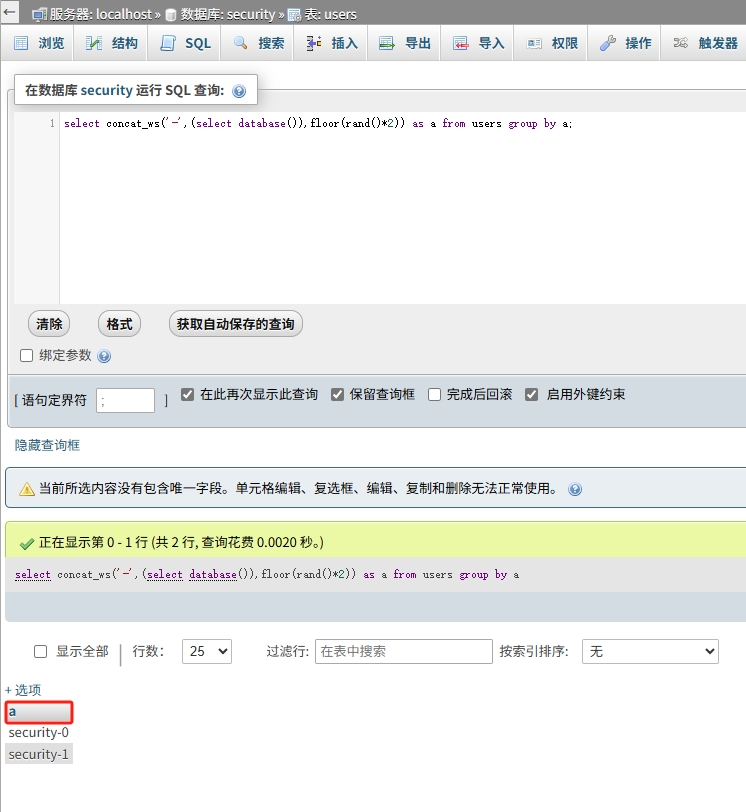 服务器: localhost » 数据库: security » 表: users
浏览 结构 SQL 搜索 插入 导出 导入 权限 操作 触发器
在数据库 security 运行 SQL 查询:
1 select concat_ws('-',(select database()),floor(rand()*2)) as a from users group by a;
清除 格式 获取自动保存的查询
绑定参数
[ 语句定界符 ; ] 在此再次显示此查询 保留查询框 完成后回滚 启用外键约束
隐藏查询框
当前所选内容没有包含唯一字段。单元格编辑、复选框、编辑、复制和删除无法正常使用。
正在显示第 0 - 1 行 (共 2 行, 查询花费 0.0020 秒。)
select concat_ws('-',(select database()),floor(rand()*2)) as a from users group by a
显示全部 行数: 25 过滤行: 在表中搜索 按索引排序: 无
+ 选项
a
security-0
security-1